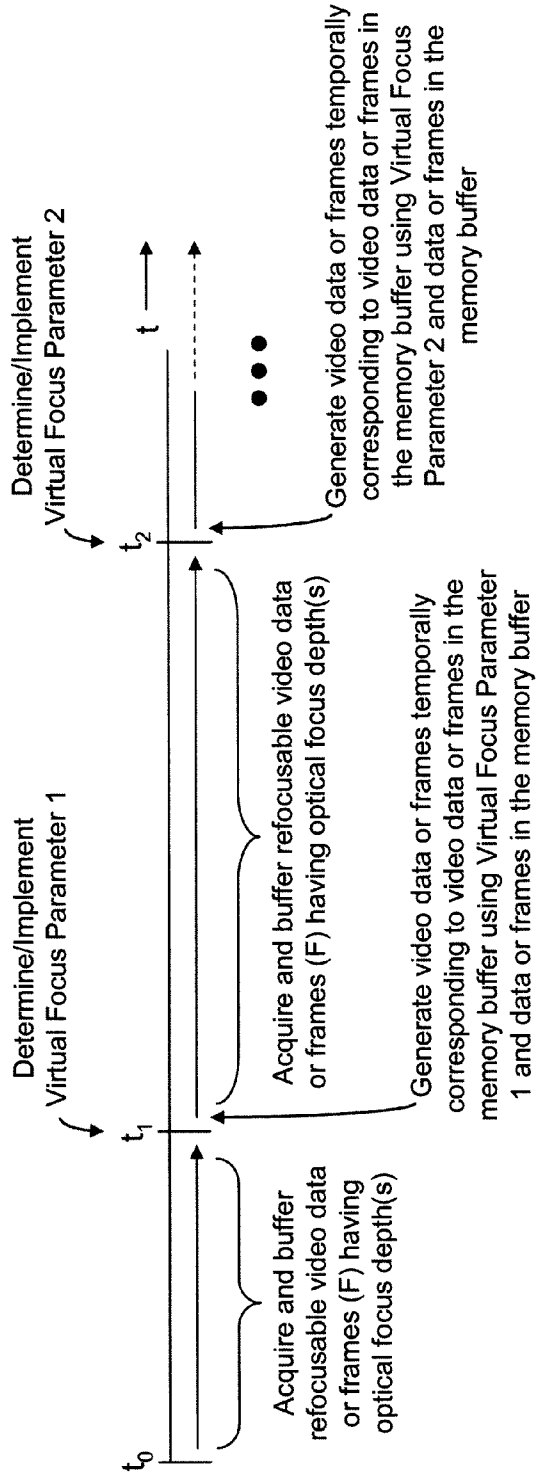 Determine/Implement
Virtual Focus Parameter 1
Determine/Implement
Virtual Focus Parameter 2
t0
t1
t2
t
Acquire and buffer
refocusable video data
or frames (F) having
optical focus depth(s)
Acquire and buffer refocusable video data
or frames (F) having optical focus depth(s)
Generate video data or frames temporally
corresponding to video data or frames in the
memory buffer using Virtual Focus Parameter
1 and data or frames in the memory buffer
Generate video data or frames temporally
corresponding to video data or frames in
the memory buffer using Virtual Focus
Parameter 2 and data or frames in the
memory buffer